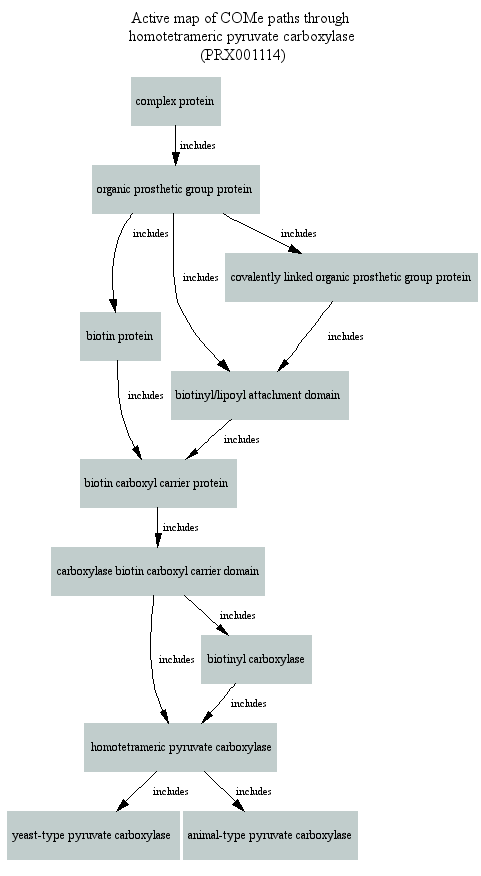 Active map of COMe paths through
homotetrameric pyruvate carboxylase
(PRX001114)
complex protein
includes
organic prosthetic group protein
includes
includes
includes
covalently linked organic prosthetic group protein
biotin protein
includes
biotinyl/lipoyl attachment domain
includes
includes
biotin carboxyl carrier protein
includes
carboxylase biotin carboxyl carrier domain
includes
biotinyl carboxylase
includes
includes
homotetrameric pyruvate carboxylase
includes
includes
yeast-type pyruvate carboxylase
animal-type pyruvate carboxylase